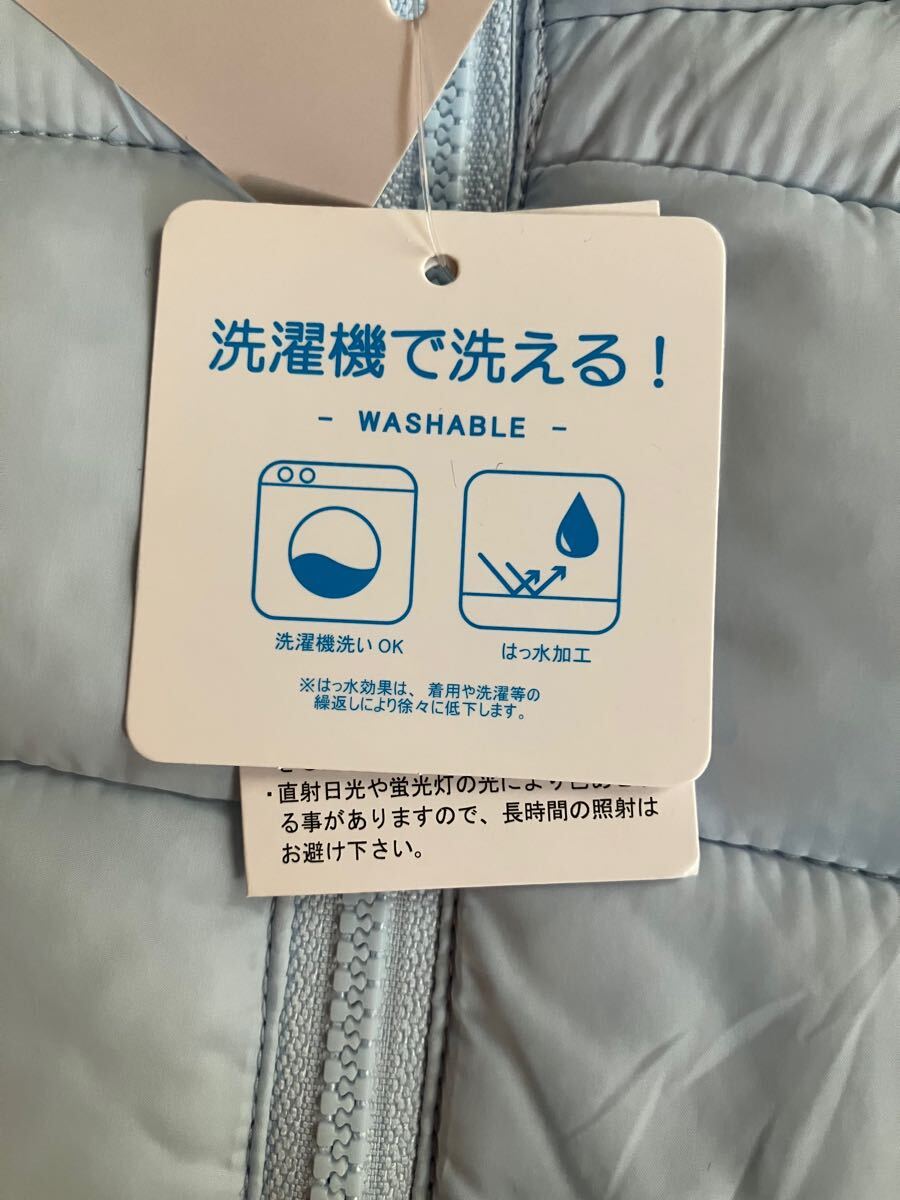 洗濯機で洗える！
- WASHABLE -
洗濯機洗い OK
はっ水加工
※はっ水効果は、着用や洗濯等の
繰返しにより徐々に低下します。
・直射日光や蛍光灯の光により
る事がありますので、長時間の照射は
お避け下さい。